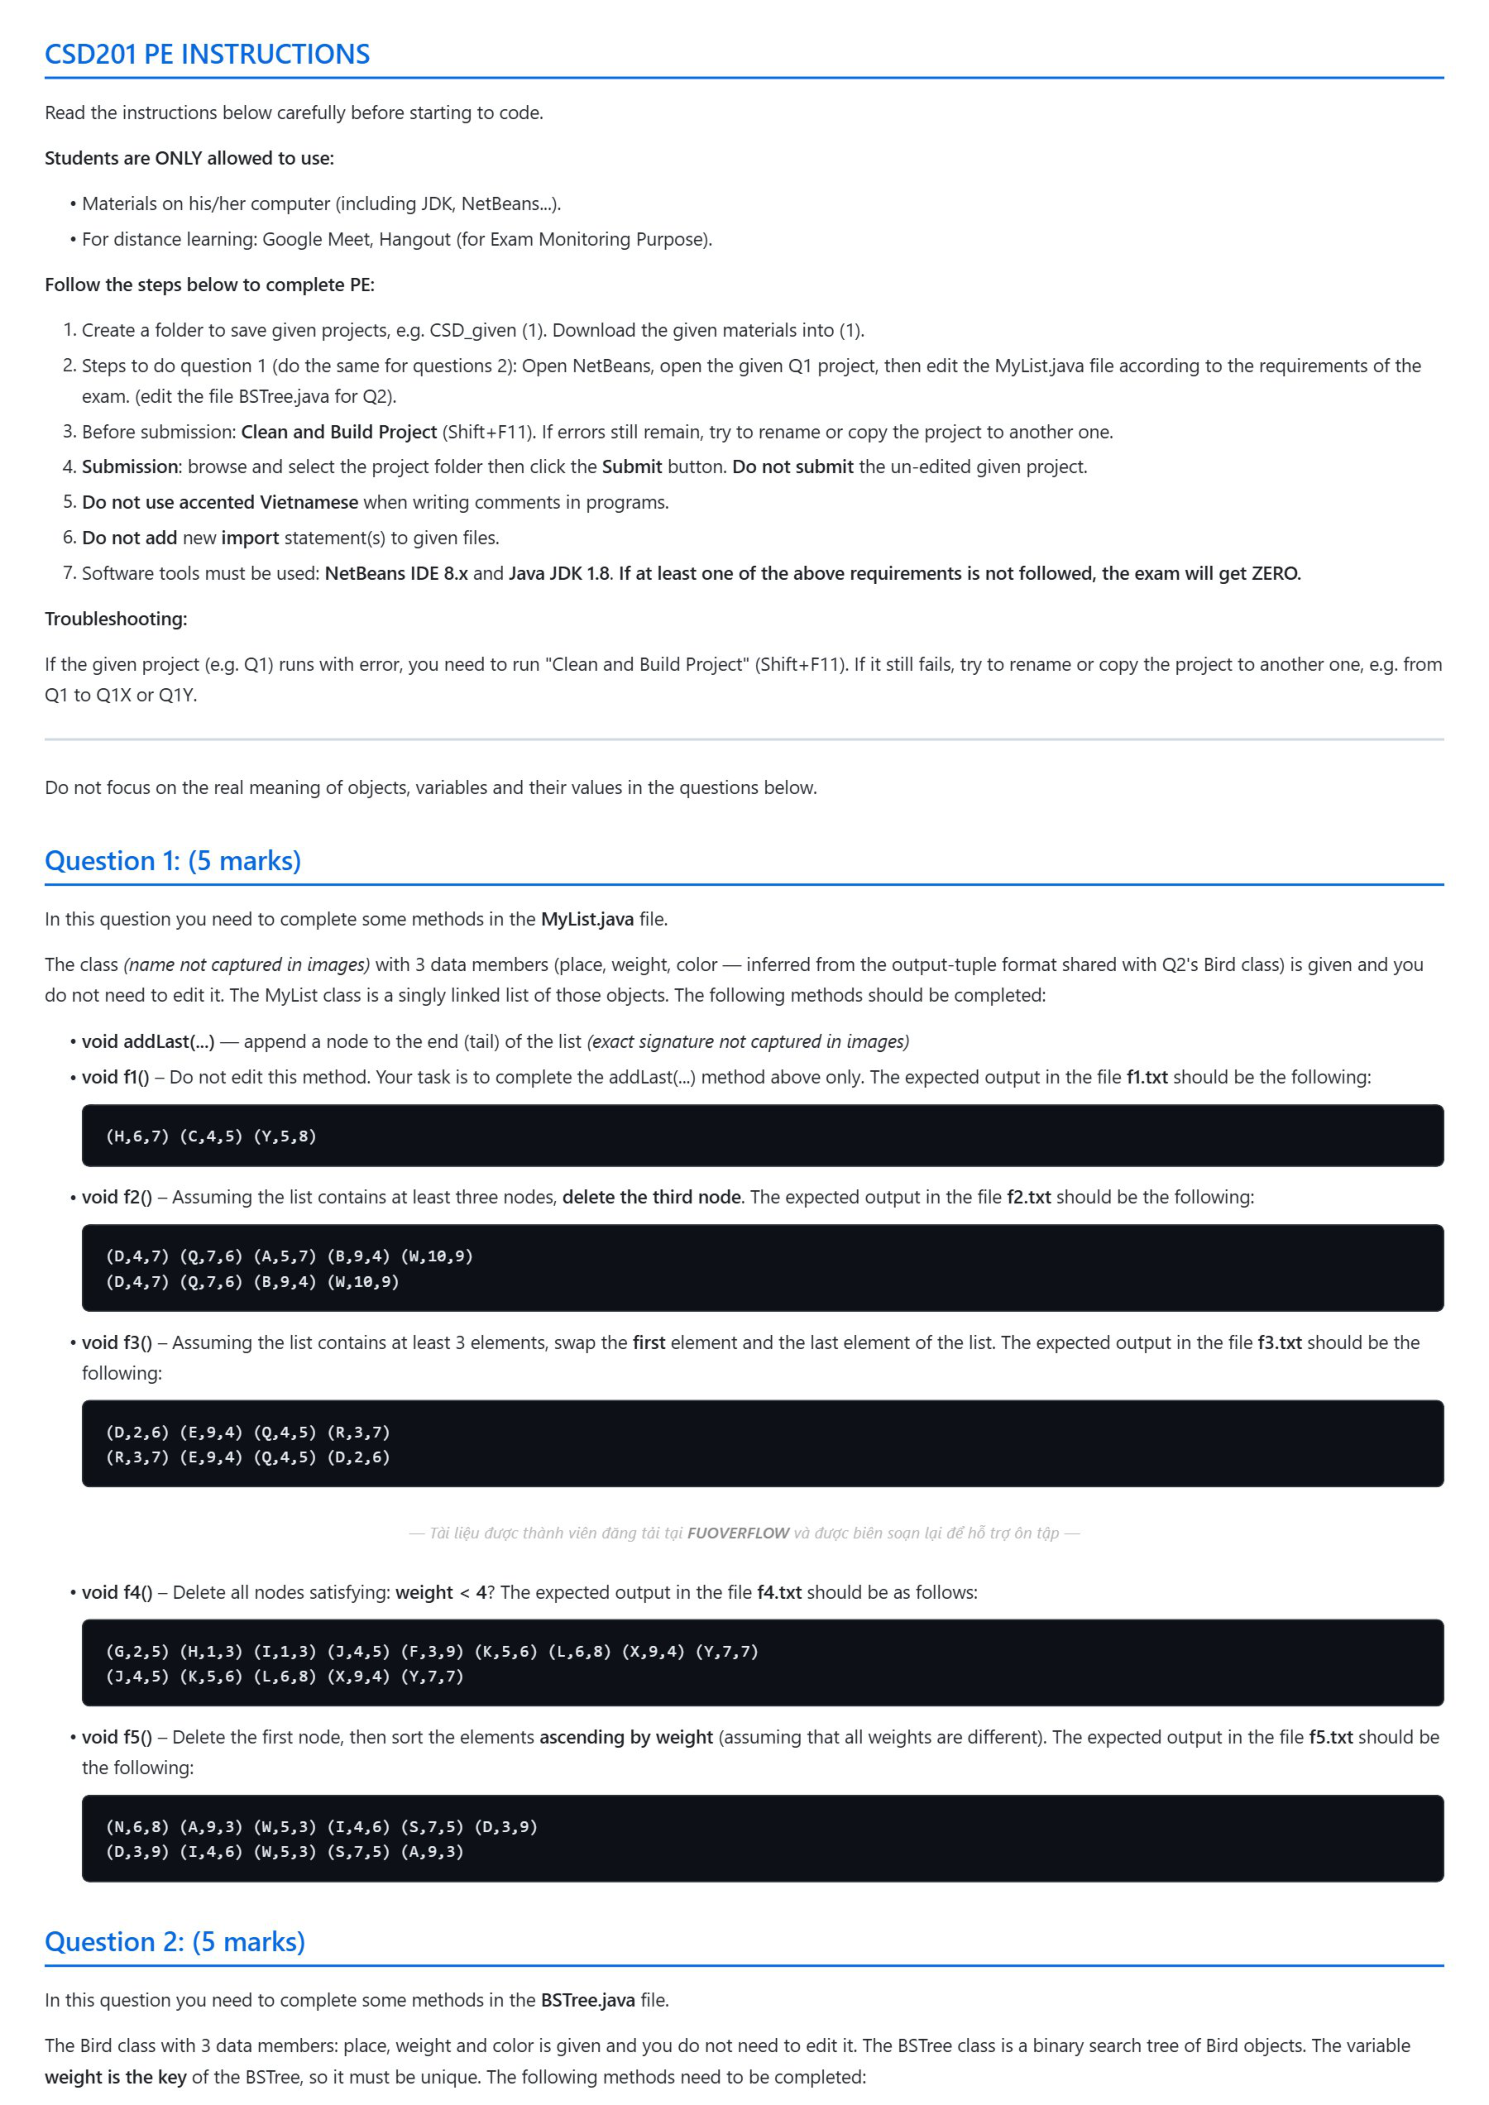 CSD201 PE INSTRUCTIONS
Read the instructions below carefully before starting to code.
Students are ONLY allowed to use:
• Materials on his/her computer (including JDK, NetBeans...).
• For distance learning: Google Meet, Hangout (for Exam Monitoring Purpose).
Follow the steps below to complete PE:
1. Create a folder to save given projects, e.g. CSD_given (1). Download the given materials into (1).
2. Steps to do question 1 (do the same for questions 2): Open NetBeans, open the given Q1 project, then edit the MyList.java file according to the requirements of the
exam. (edit the file BSTree.java for Q2).
3. Before submission: Clean and Build Project (Shift+F11). If errors still remain, try to rename or copy the project to another one.
4. Submission: browse and select the project folder then click the Submit button. Do not submit the un-edited given project.
5. Do not use accented Vietnamese when writing comments in programs.
6. Do not add new import statement(s) to given files.
7. Software tools must be used: NetBeans IDE 8.x and Java JDK 1.8. If at least one of the above requirements is not followed, the exam will get ZERO.
Troubleshooting:
If the given project (e.g. Q1) runs with error, you need to run "Clean and Build Project" (Shift+F11). If it still fails, try to rename or copy the project to another one, e.g. from
Q1 to Q1X or Q1Y.
Do not focus on the real meaning of objects, variables and their values in the questions below.
Question 1: (5 marks)
In this question you need to complete some methods in the MyList.java file.
The class (name not captured in images) with 3 data members (place, weight, color — inferred from the output-tuple format shared with Q2's Bird class) is given and you
do not need to edit it. The MyList class is a singly linked list of those objects. The following methods should be completed:
• void addLast(...) — append a node to the end (tail) of the list (exact signature not captured in images)
• void f1() – Do not edit this method. Your task is to complete the addLast(...) method above only. The expected output in the file f1.txt should be the following:
(H,6,7) (C,4,5) (Y,5,8)
• void f2() – Assuming the list contains at least three nodes, delete the third node. The expected output in the file f2.txt should be the following:
(D,4,7) (Q,7,6) (A,5,7) (B,9,4) (W,10,9)
(D,4,7) (Q,7,6) (B,9,4) (W,10,9)
• void f3() – Assuming the list contains at least 3 elements, swap the first element and the last element of the list. The expected output in the file f3.txt should be the
following:
(D,2,6) (E,9,4) (Q,4,5) (R,3,7)
(R,3,7) (E,9,4) (Q,4,5) (D,2,6)
— Tài liệu được thành viên đăng tải tại FUOVERFLOW và được biên soạn lại để hỗ trợ ôn tập —
• void f4() – Delete all nodes satisfying: weight < 4? The expected output in the file f4.txt should be as follows:
(G,2,5) (H,1,3) (I,1,3) (J,4,5) (F,3,9) (K,5,6) (L,6,8) (X,9,4) (Y,7,7)
(J,4,5) (K,5,6) (L,6,8) (X,9,4) (Y,7,7)
• void f5() – Delete the first node, then sort the elements ascending by weight (assuming that all weights are different). The expected output in the file f5.txt should be
the following:
(N,6,8) (A,9,3) (W,5,3) (I,4,6) (S,7,5) (D,3,9)
(D,3,9) (I,4,6) (W,5,3) (S,7,5) (A,9,3)
Question 2: (5 marks)
In this question you need to complete some methods in the BSTree.java file.
The Bird class with 3 data members: place, weight and color is given and you do not need to edit it. The BSTree class is a binary search tree of Bird objects. The variable
weight is the key of the BSTree, so it must be unique. The following methods need to be completed: